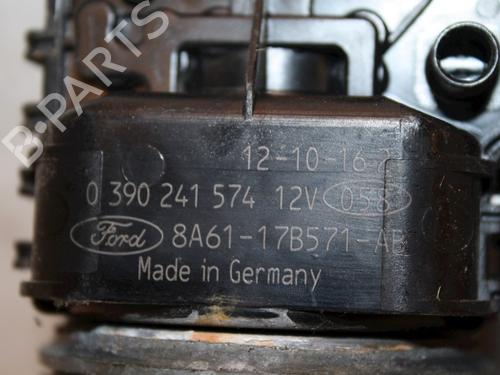 B-PARTS
12-10-16
0 390 241 574 12V 058
Ford 8A61-17B571-AB
Made in Germany